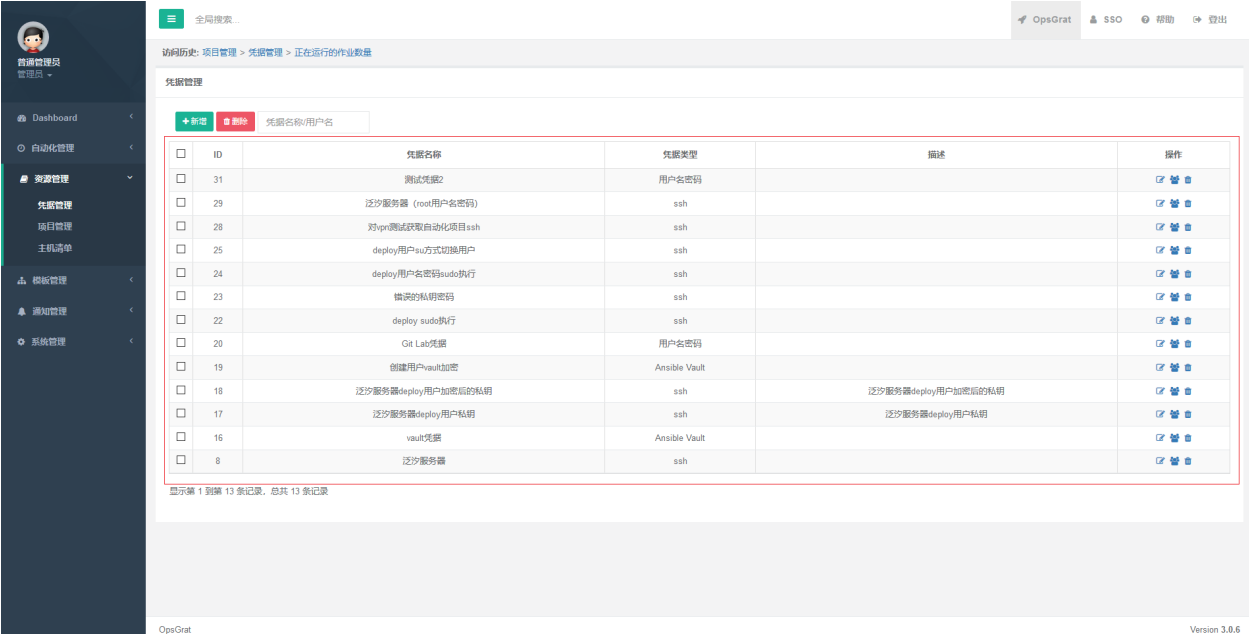 全局搜索...
OpsGrat
SSO
帮助
登出
普通管理员
管理员
Dashboard
自动化管理
资源管理
凭据管理
项目管理
主机清单
模板管理
通知管理
系统管理
访问历史: 项目管理 > 凭据管理 > 正在运行的作业数量
凭据管理
新增 删除 凭据名称/用户名
ID 凭据名称 凭据类型 描述 操作
31 测试凭据2 用户名密码
29 泛汐服务器（root用户名密码） ssh
28 对vpn测试获取自动化项目ssh ssh
25 deploy用户su方式切换用户 ssh
24 deploy用户名密码sudo执行 ssh
23 错误的私钥密码 ssh
22 deploy sudo执行 ssh
20 Git Lab凭据 用户名密码
19 创建用户vault加密 Ansible Vault
18 泛汐服务器deploy用户加密后的私钥 ssh 泛汐服务器deploy用户加密后的私钥
17 泛汐服务器deploy用户私钥 ssh 泛汐服务器deploy用户私钥
16 vault凭据 Ansible Vault
8 泛汐服务器 ssh
显示第 1 到第 13 条记录，总共 13 条记录
OpsGrat
Version 3.0.6